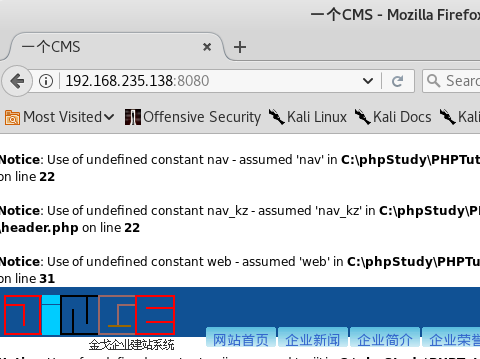 一个CMS - Mozilla Firefox
一个CMS
192.168.235.138:8080
Search
Most Visited Offensive Security Kali Linux Kali Docs
Notice: Use of undefined constant nav - assumed 'nav' in C:\phpStudy\PHPTut
on line 22
Notice: Use of undefined constant nav_kz - assumed 'nav_kz' in C:\phpStudy\P
\header.php on line 22
Notice: Use of undefined constant web - assumed 'web' in C:\phpStudy\PHPTu
on line 31
金戈企业建站系统
网站首页 企业新闻 企业简介 企业荣誉